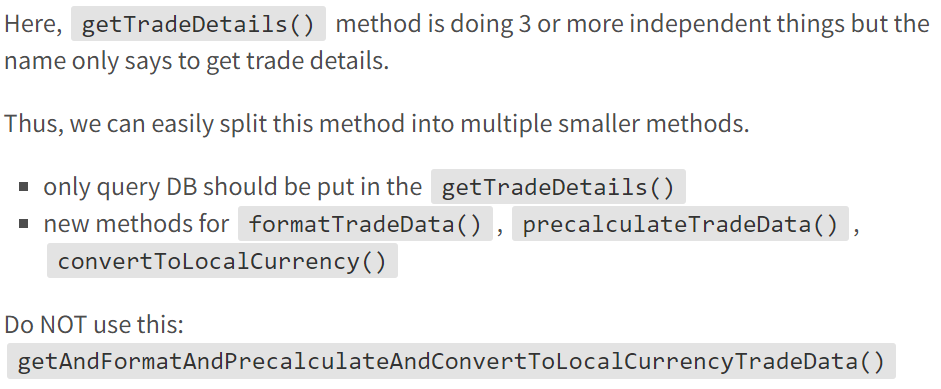 Here, getTradeDetails() method is doing 3 or more independent things but the
name only says to get trade details.
Thus, we can easily split this method into multiple smaller methods.
▪ only query DB should be put in the getTradeDetails()
▪ new methods for formatTradeData() , precalculateTradeData() ,
convertToLocalCurrency()
Do NOT use this:
getAndFormatAndPrecalculateAndConvertToLocalCurrencyTradeData()